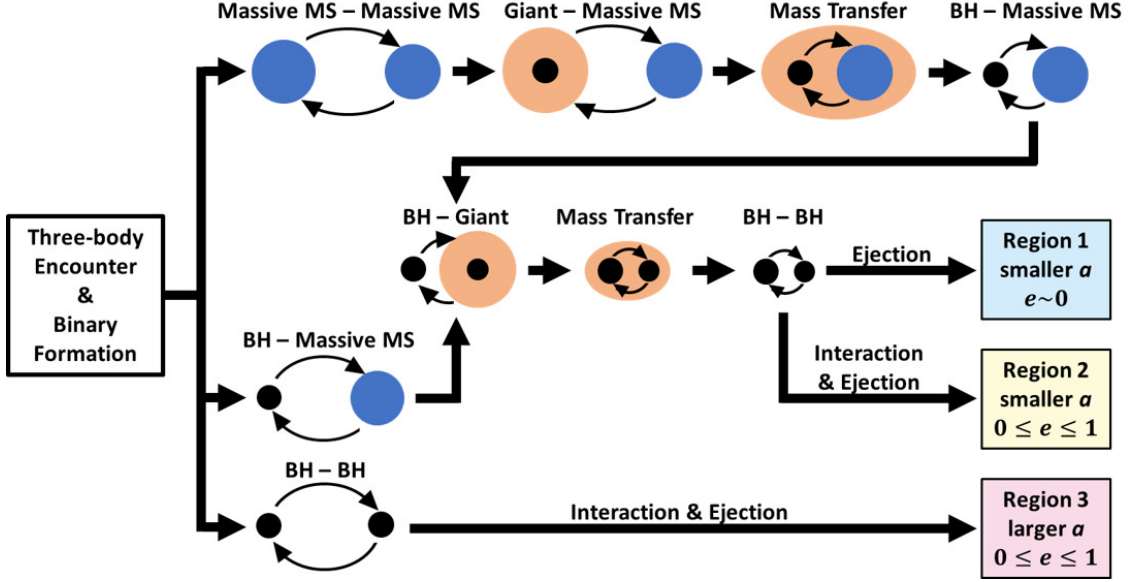 Massive MS – Massive MS
Giant – Massive MS
Mass Transfer
BH – Massive MS
Three-body
Encounter
&
Binary
Formation
BH – Giant
Mass Transfer
BH – BH
Ejection
Region 1
smaller a
e~0
BH – Massive MS
Interaction
& Ejection
Region 2
smaller a
0 ≤ e ≤ 1
BH – BH
Interaction & Ejection
Region 3
larger a
0 ≤ e ≤ 1